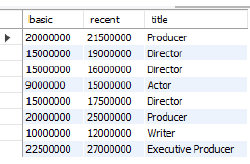 basic recent title
20000000 21500000 Producer
15000000 19000000 Director
15000000 16000000 Director
9000000 15000000 Actor
15000000 17500000 Director
20000000 25000000 Producer
10000000 12000000 Writer
22500000 27000000 Executive Producer